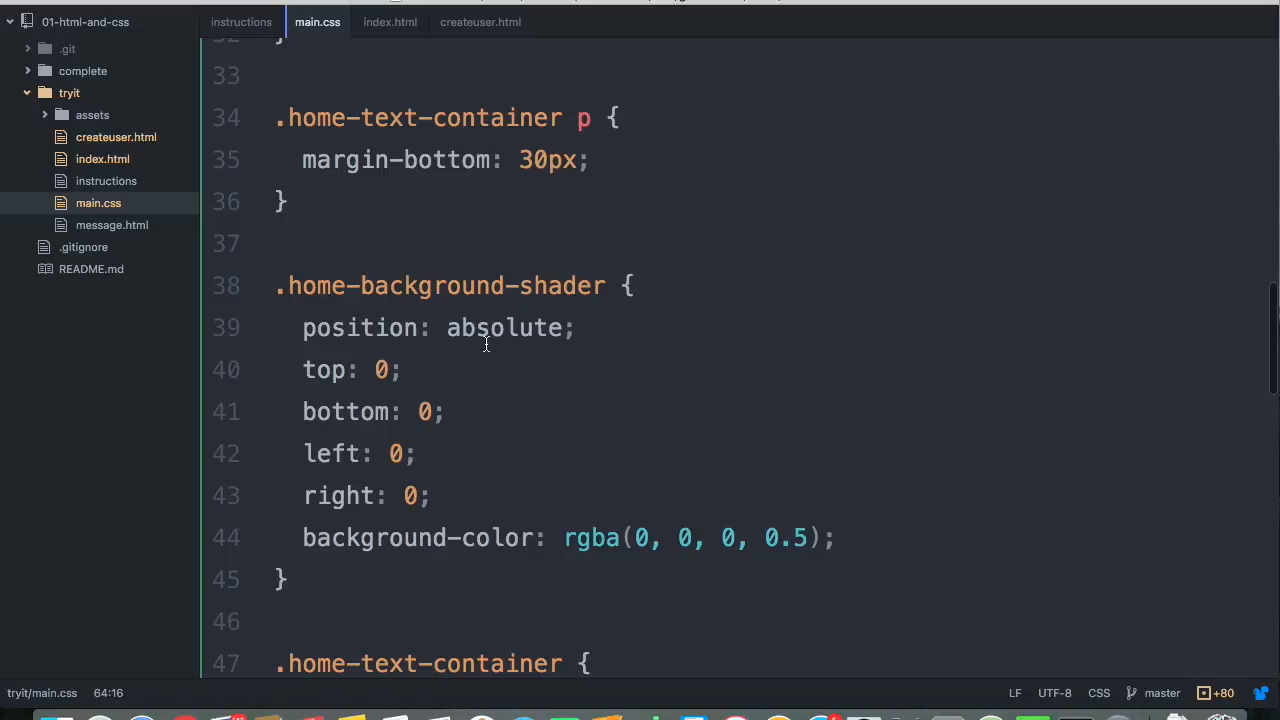 01-html-and-css
.git
complete
tryit
assets
createuser.html
index.html
instructions
main.css
message.html
.gitignore
README.md
instructions main.css index.html createuser.html
33
34 .home-text-container p {
35 margin-bottom: 30px;
36 }
37
38 .home-background-shader {
39 position: absolute;
40 top: 0;
41 bottom: 0;
42 left: 0;
43 right: 0;
44 background-color: rgba(0, 0, 0, 0.5);
45 }
46
47 .home-text-container {
tryit/main.css 64:16 LF UTF-8 CSS master +80